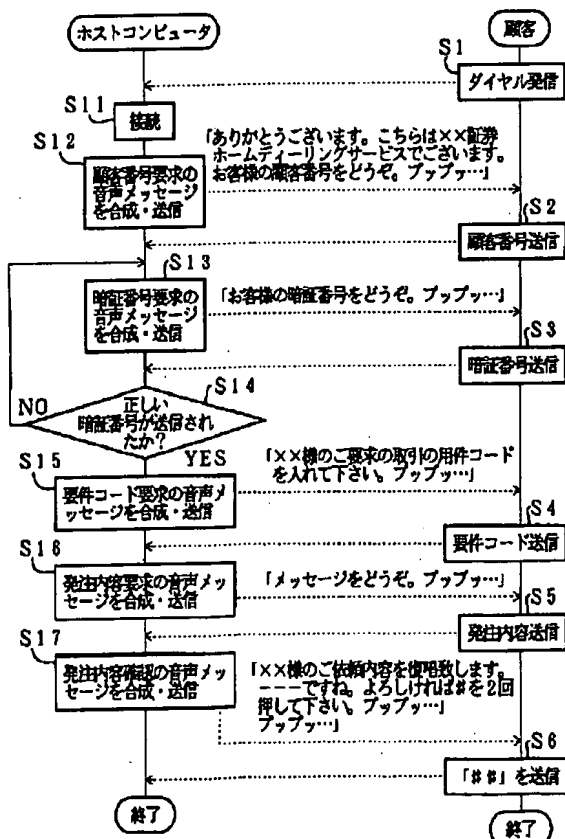 ホストコンピュータ
顧客
S1
ダイヤル発信
S11
接続
S12
「ありがとうございます。こちらは××証券
ホームディーリングサービスでございます。
お客様の顧客番号をどうぞ。プップッ…」
顧客番号要求の
音声メッセージ
を合成・送信
S2
顧客番号送信
S13
暗証番号要求の
音声メッセージ
を合成・送信
「お客様の暗証番号をどうぞ。プップッ…」
S3
暗証番号送信
S14
NO
正しい
暗証番号が送信され
たか?
YES
S15
「××様のご要求の取引の用件コード
を入れて下さい。プップッ…」
要件コード要求の音声メ
ッセージを合成・送信
S4
要件コード送信
S16
発注内容要求の音声メッ
セージを合成・送信
「メッセージをどうぞ。プップッ…」
S5
発注内容送信
S17
発注内容確認の音声メッ
セージを合成・送信
「××様のご依頼内容を復唱致します。
---ですね。よろしければ#を2回
押して下さい。プップッ…」
プップッ…」
S6
「##」を送信
終了
終了